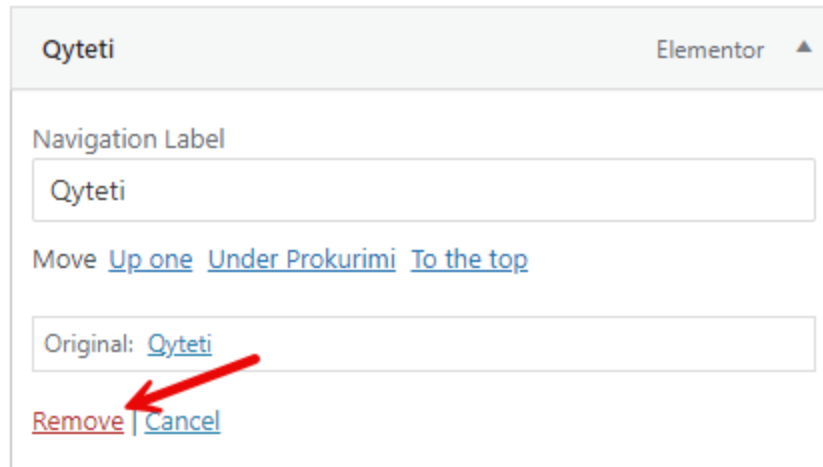 Qyteti Elementor ▲
Navigation Label
Qyteti
Move Up one Under Prokurimi To the top
Original: Qyteti
Remove | Cancel